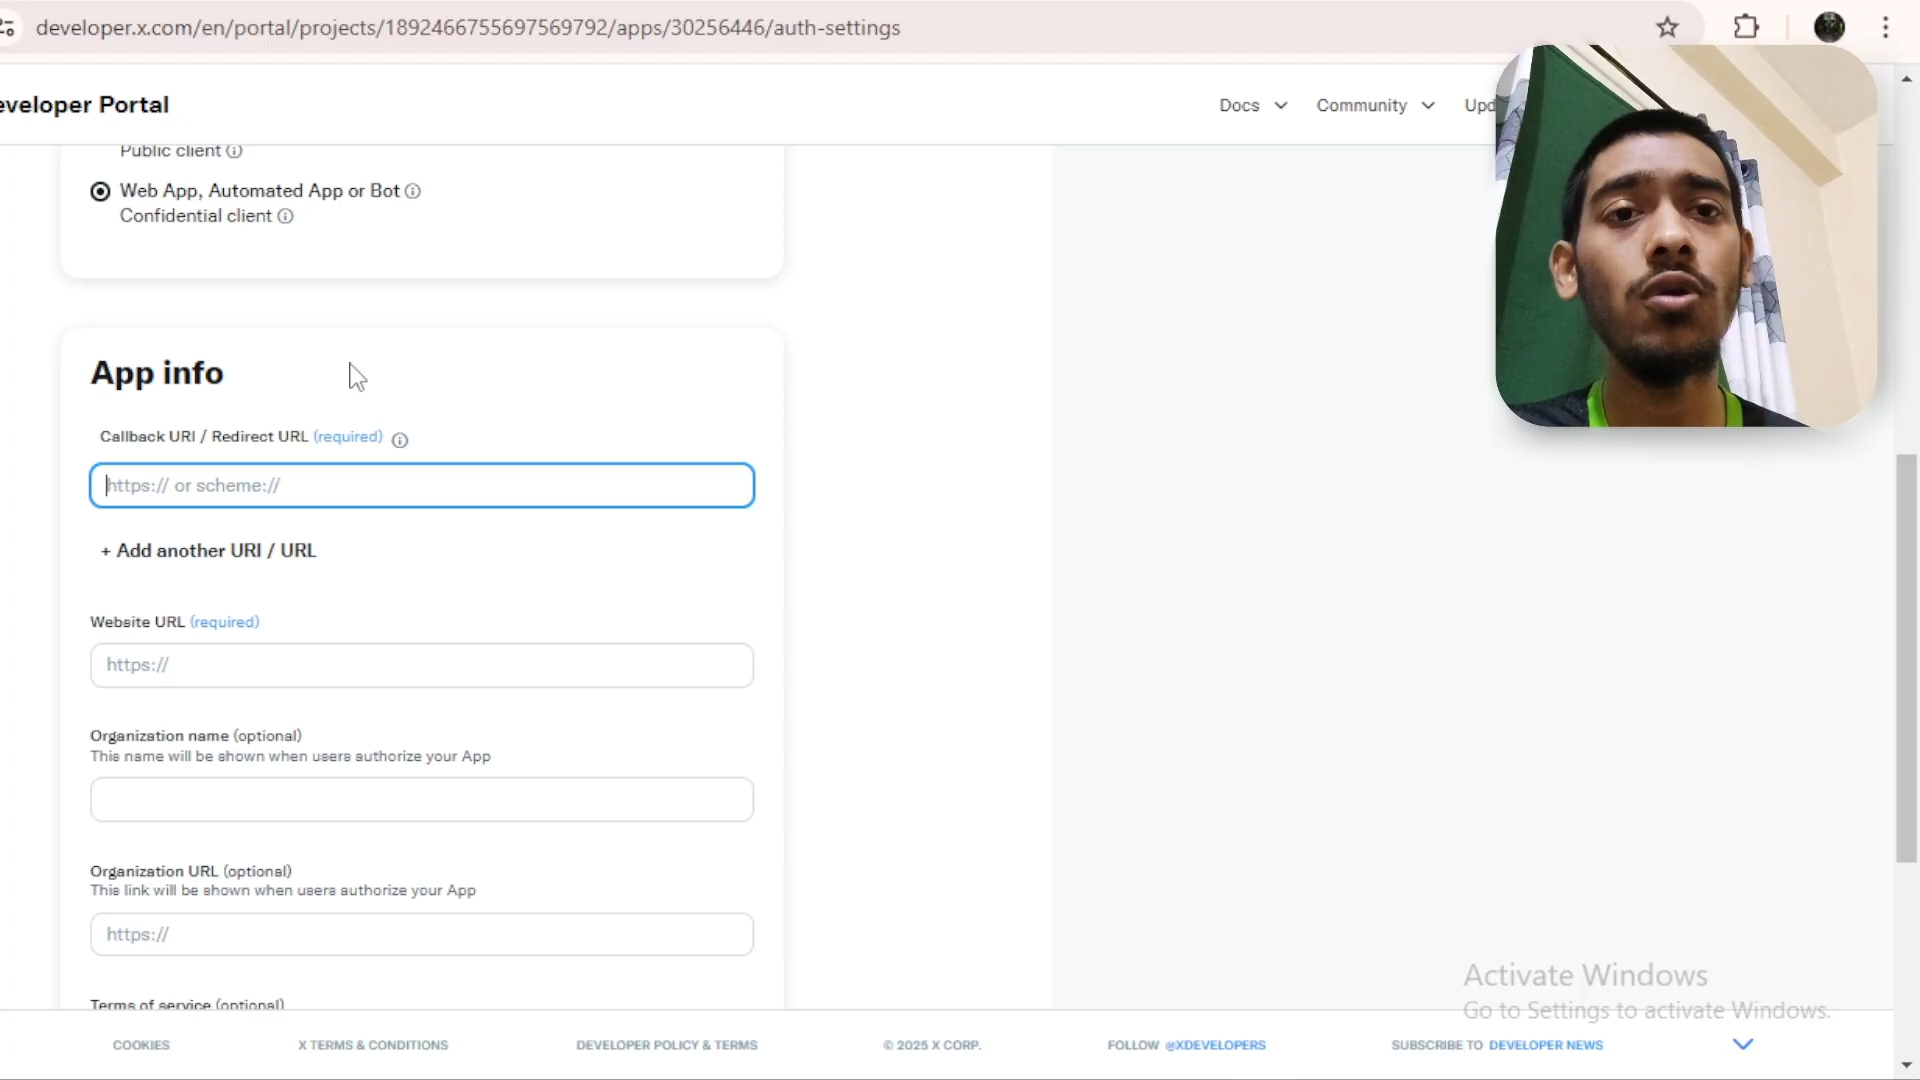 developer.x.com/en/portal/projects/1892466755697569792/apps/30256446/auth-settings
eveloper Portal
Docs
Community
Upd
Public client
Web App, Automated App or Bot
Confidential client
App info
Callback URI / Redirect URL (required)
https:// or scheme://
+ Add another URI / URL
Website URL (required)
https://
Organization name (optional)
This name will be shown when users authorize your App
Organization URL (optional)
This link will be shown when users authorize your App
https://
Terms of service (optional)
Activate Windows
Go to Settings to activate Windows.
COOKIES
X TERMS & CONDITIONS
DEVELOPER POLICY & TERMS
© 2025 X CORP.
FOLLOW @XDEVELOPERS
SUBSCRIBE TO DEVELOPER NEWS